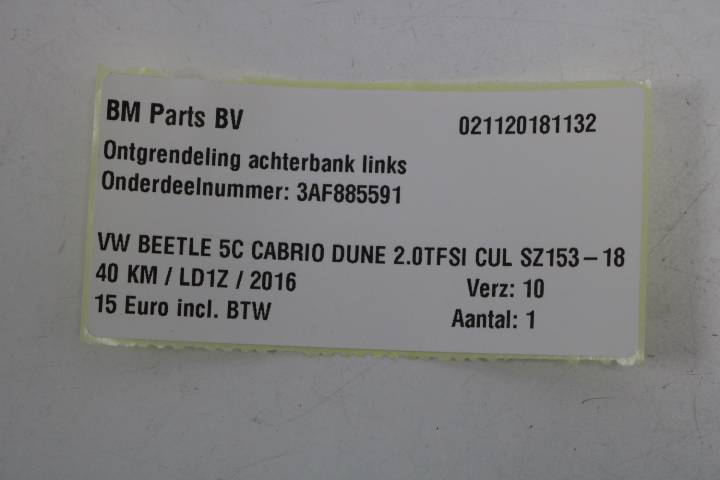 BM Parts BV 021120181132
Ontgrendeling achterbank links
Onderdeelnummer: 3AF885591
VW BEETLE 5C CABRIO DUNE 2.0TFSI CUL SZ153-18
40 KM / LD1Z / 2016 Verz: 10
15 Euro incl. BTW Aantal: 1